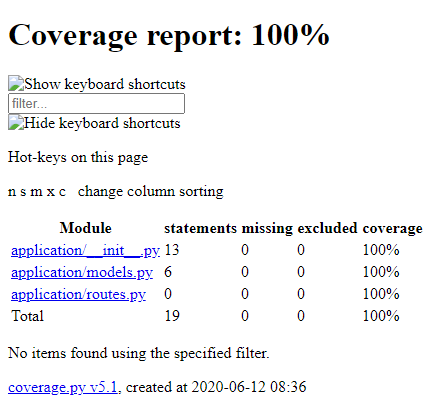 Coverage report: 100%
Show keyboard shortcuts
filter...
Hide keyboard shortcuts
Hot-keys on this page
n s m x c change column sorting
Module statements missing excluded coverage
application/__init__.py 13 0 0 100%
application/models.py 6 0 0 100%
application/routes.py 0 0 0 100%
Total 19 0 0 100%
No items found using the specified filter.
coverage.py v5.1, created at 2020-06-12 08:36